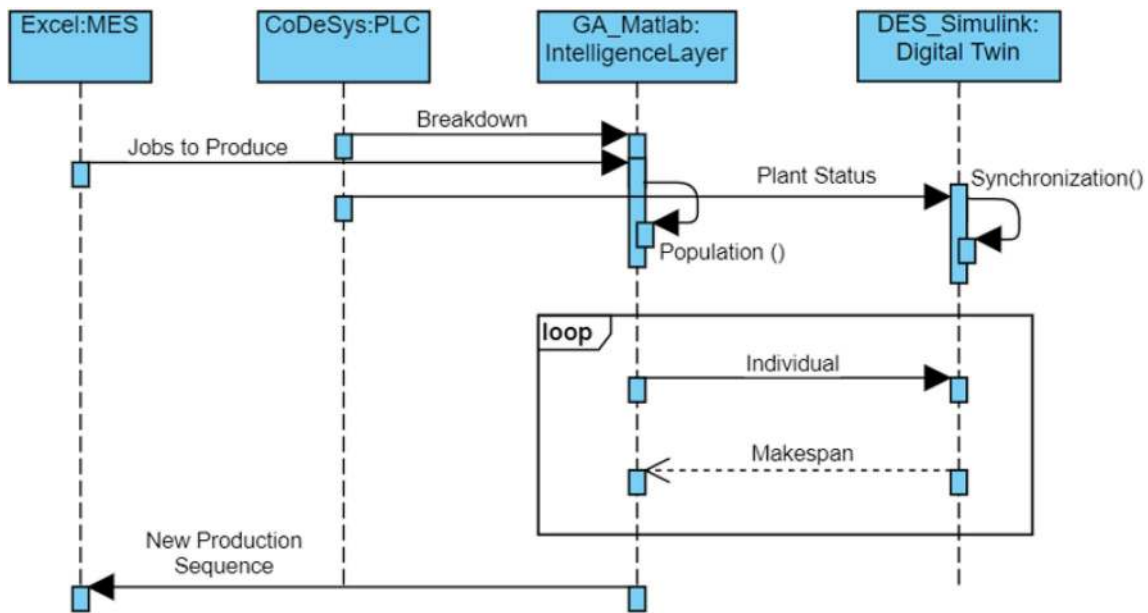 Excel:MES
CoDeSys:PLC
GA_Matlab:
IntelligenceLayer
DES_Simulink:
Digital Twin
Breakdown
Jobs to Produce
Plant Status
Synchronization()
Population ()
loop
Individual
Makespan
New Production
Sequence